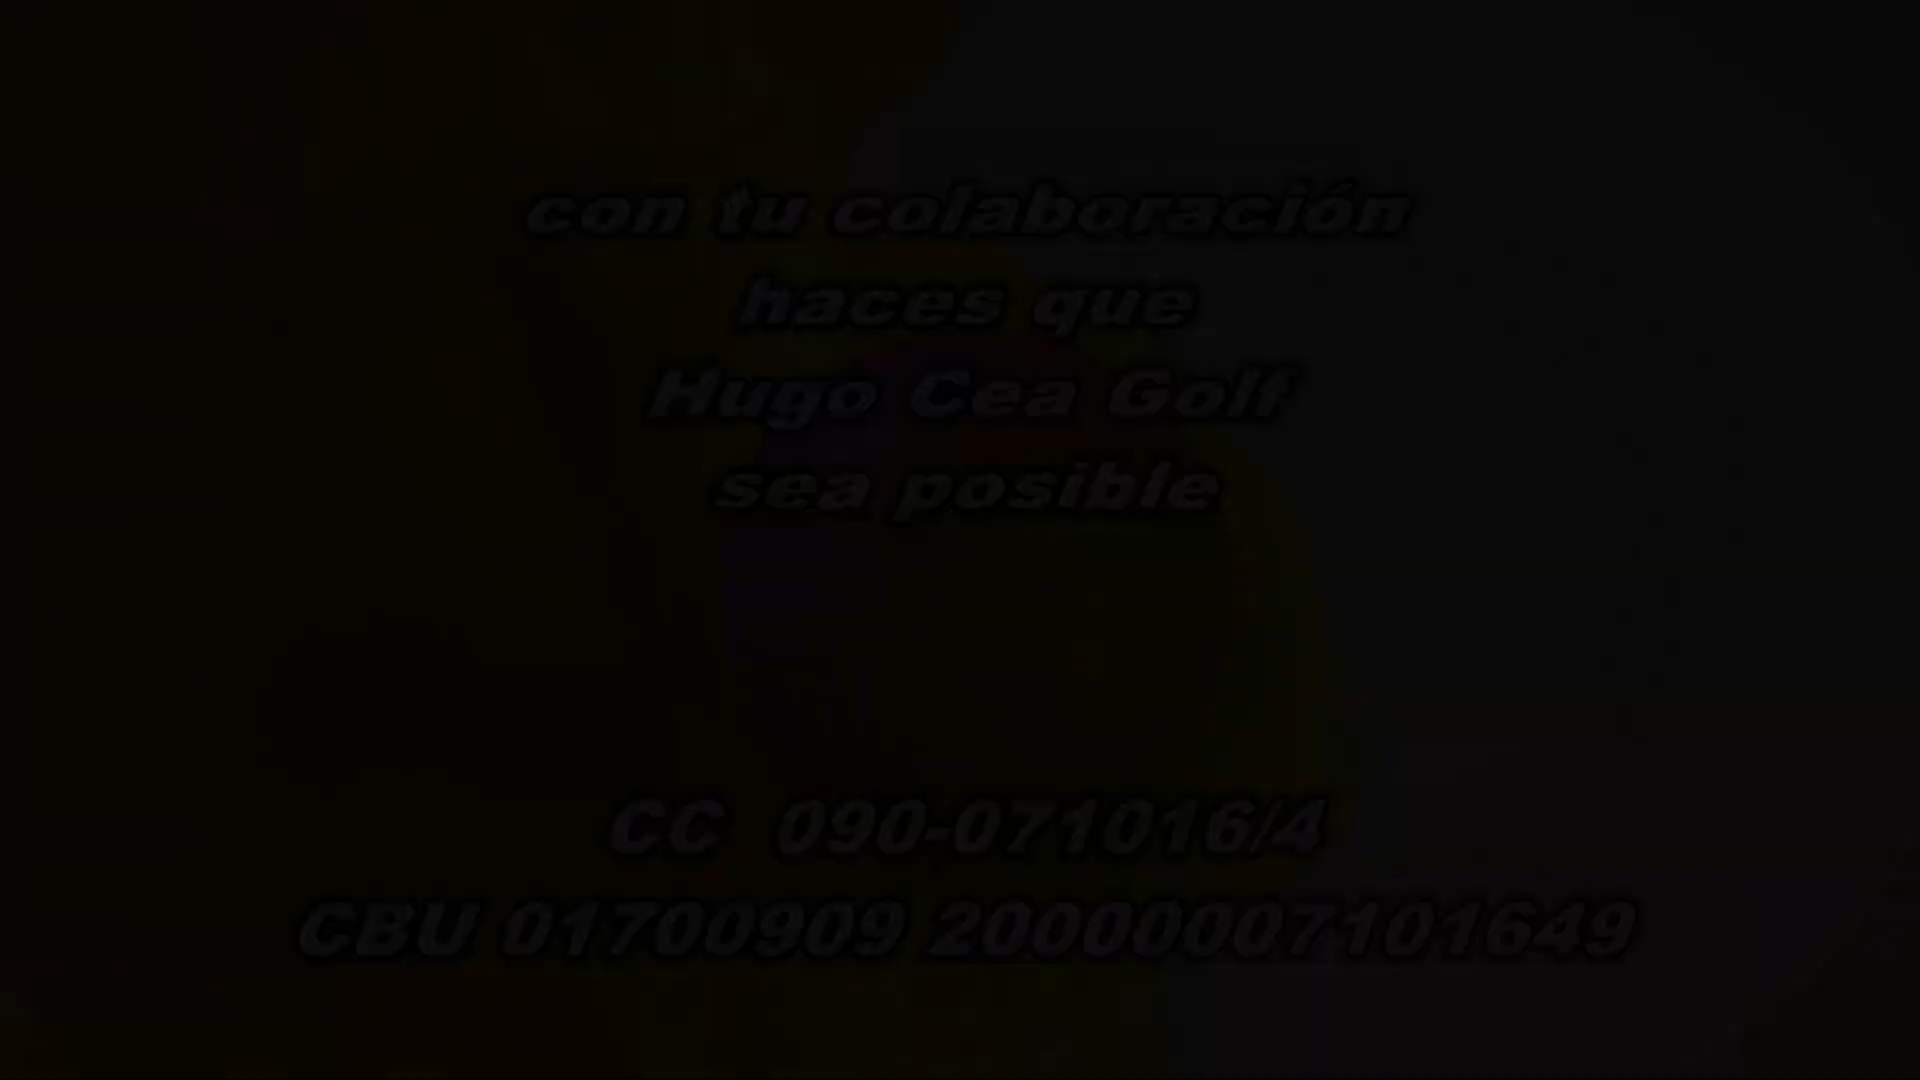 con tu colaboración
haces que
Hugo Cea Golf
sea posible
CC 090-071016/4
CBU 01700909 20000007101649